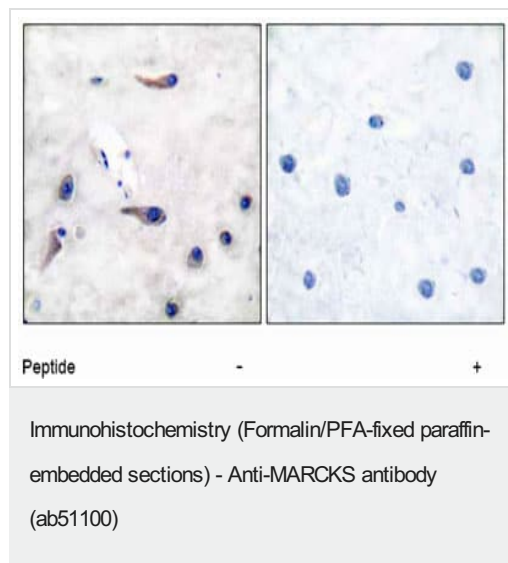 Peptide - +
Immunohistochemistry (Formalin/PFA-fixed paraffin-
embedded sections) - Anti-MARCKS antibody
(ab51100)